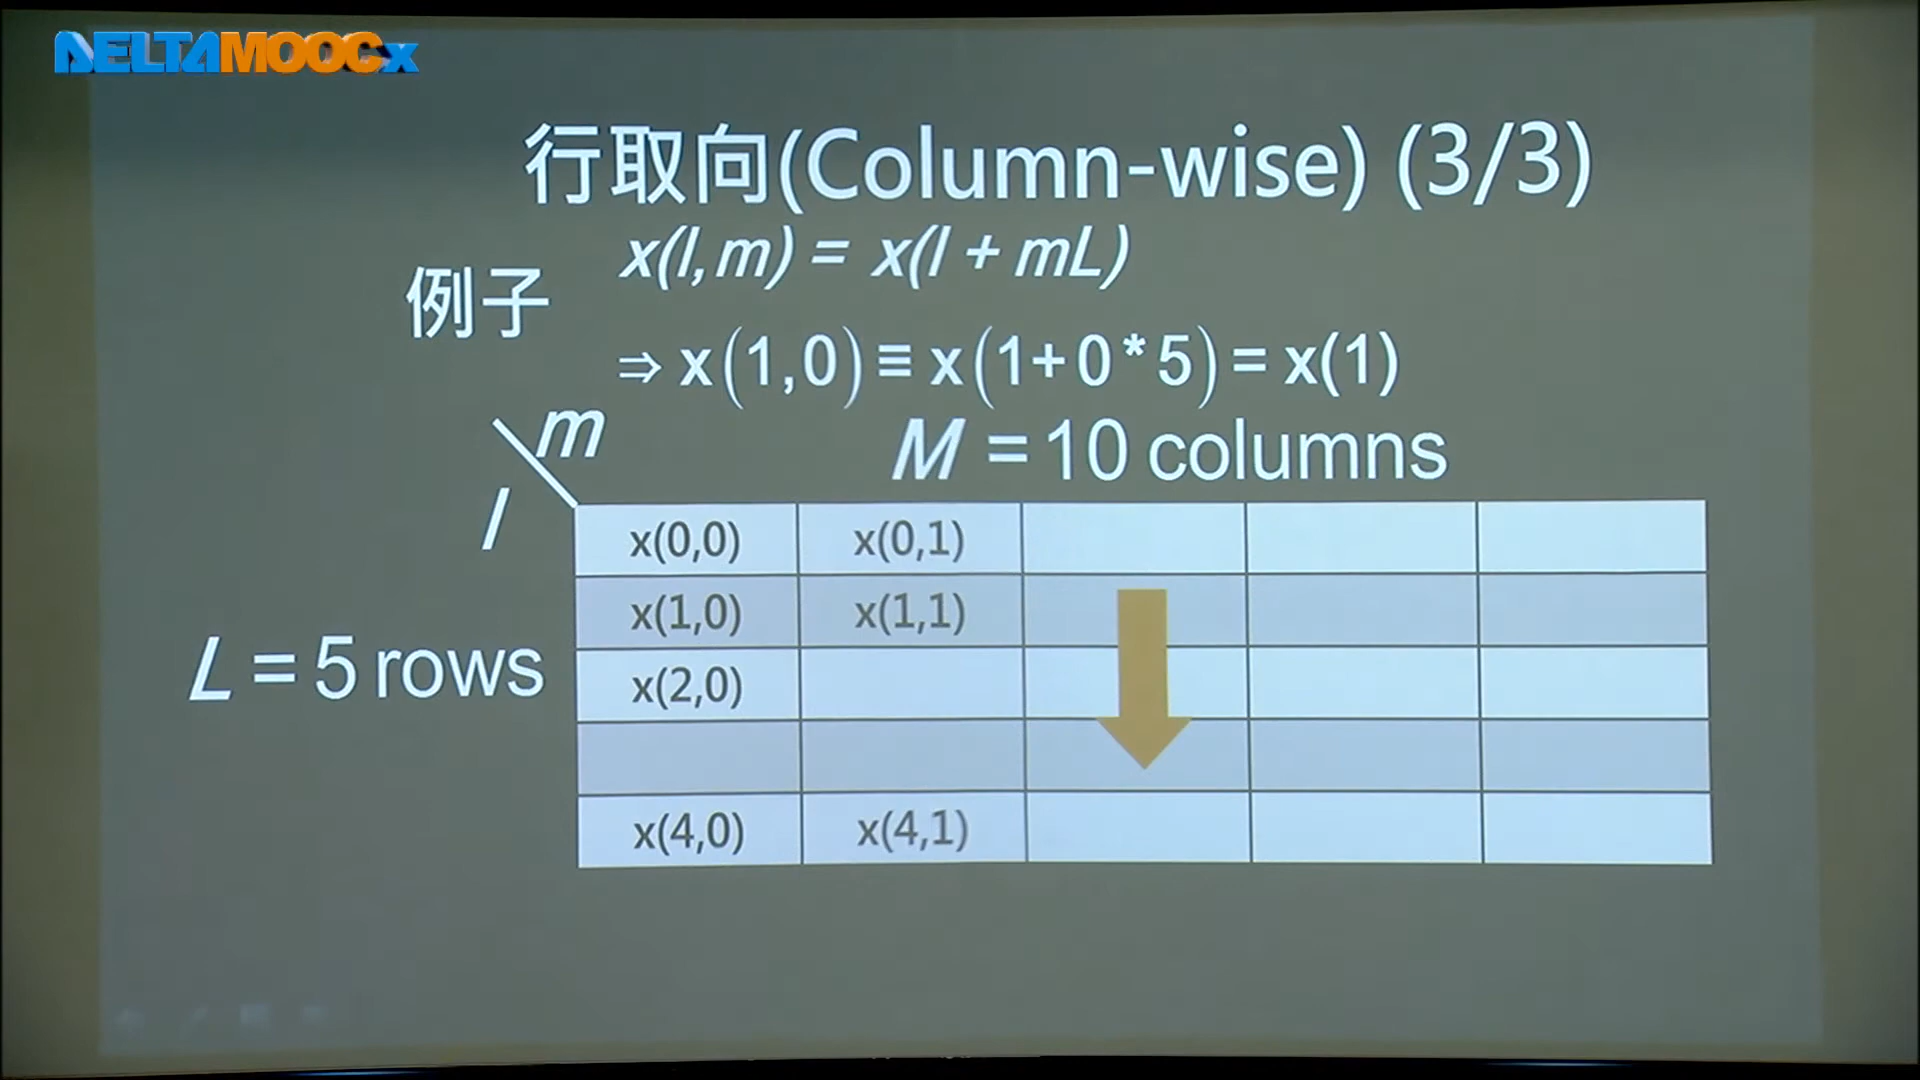 DELTAMOOCx
行取向(Column-wise) (3/3)
x(l,m) = x(l + mL)
例子
⇒ x(1,0) ≡ x(1+0*5) = x(1)
m
M = 10 columns
l
x(0,0) x(0,1)
x(1,0) x(1,1)
L = 5 rows
x(2,0)
x(4,0) x(4,1)